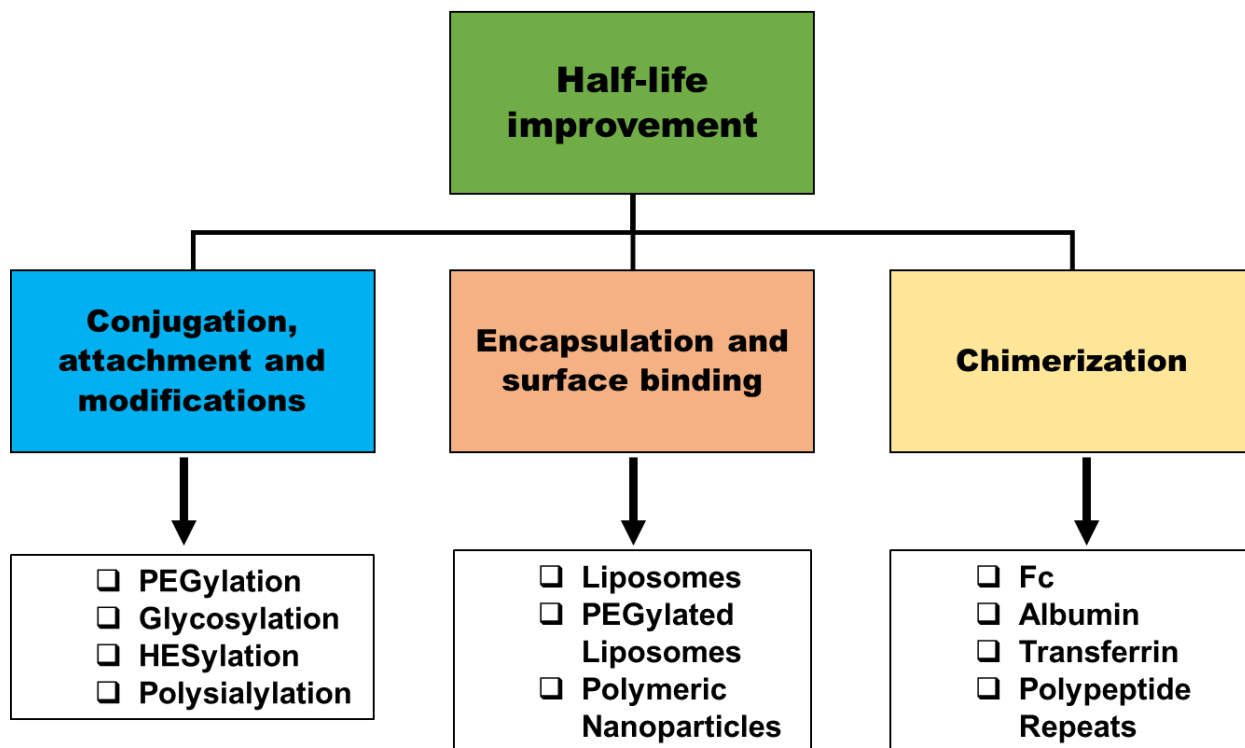 Half-life
improvement
Conjugation,
attachment and
modifications
Encapsulation and
surface binding
Chimerization
❑ PEGylation
❑ Glycosylation
❑ HESylation
❑ Polysialylation
❑ Liposomes
❑ PEGylated
Liposomes
❑ Polymeric
Nanoparticles
❑ Fc
❑ Albumin
❑ Transferrin
❑ Polypeptide
Repeats